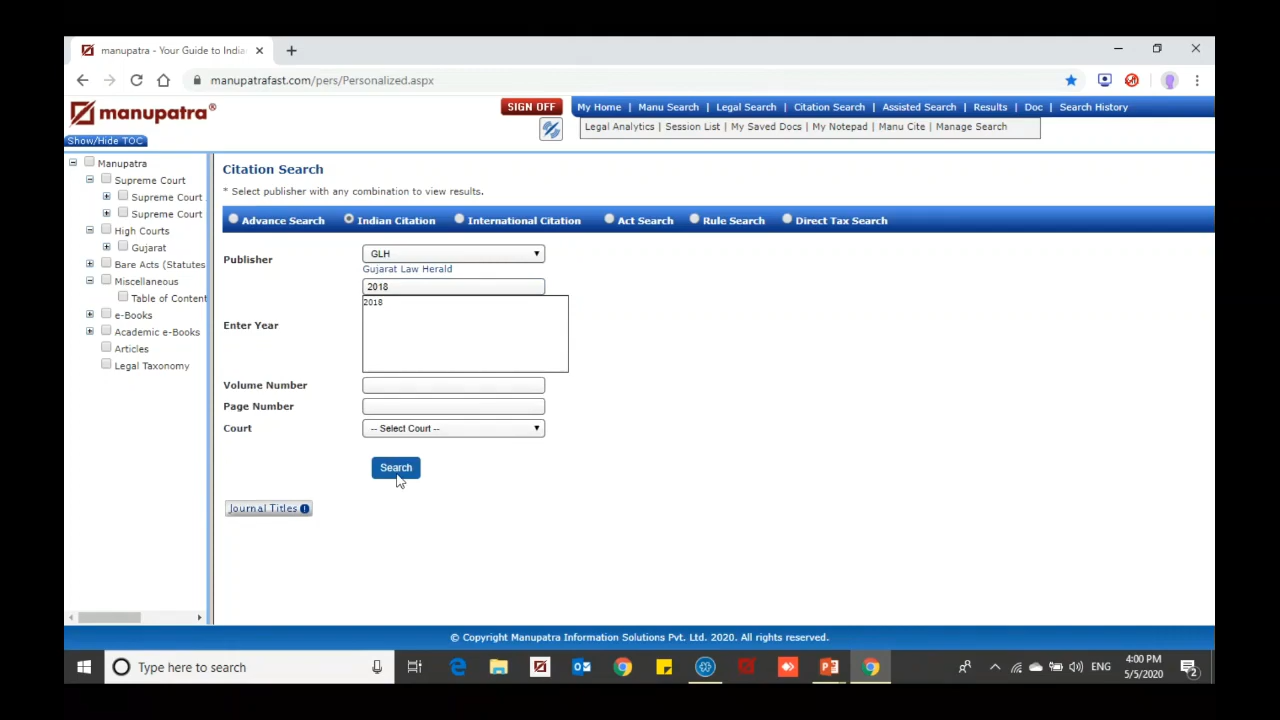 manupatra - Your Guide to India
manupatrafast.com/pers/Personalized.aspx
manupatra®
SIGN OFF
My Home | Manu Search | Legal Search | Citation Search | Assisted Search | Results | Doc | Search History
Legal Analytics | Session List | My Saved Docs | My Notepad | Manu Cite | Manage Search
Show/Hide TOC
Manupatra
Supreme Court
Supreme Court
Supreme Court
High Courts
Gujarat
Bare Acts (Statutes
Miscellaneous
Table of Content
e-Books
Academic e-Books
Articles
Legal Taxonomy
Citation Search
* Select publisher with any combination to view results.
Advance Search Indian Citation International Citation Act Search Rule Search Direct Tax Search
Publisher GLH
Gujarat Law Herald
2018
2018
Enter Year
Volume Number
Page Number
Court -- Select Court --
Search
Journal Titles
© Copyright Manupatra Information Solutions Pvt. Ltd. 2020. All rights reserved.
Type here to search
ENG
4:00 PM
5/5/2020
2